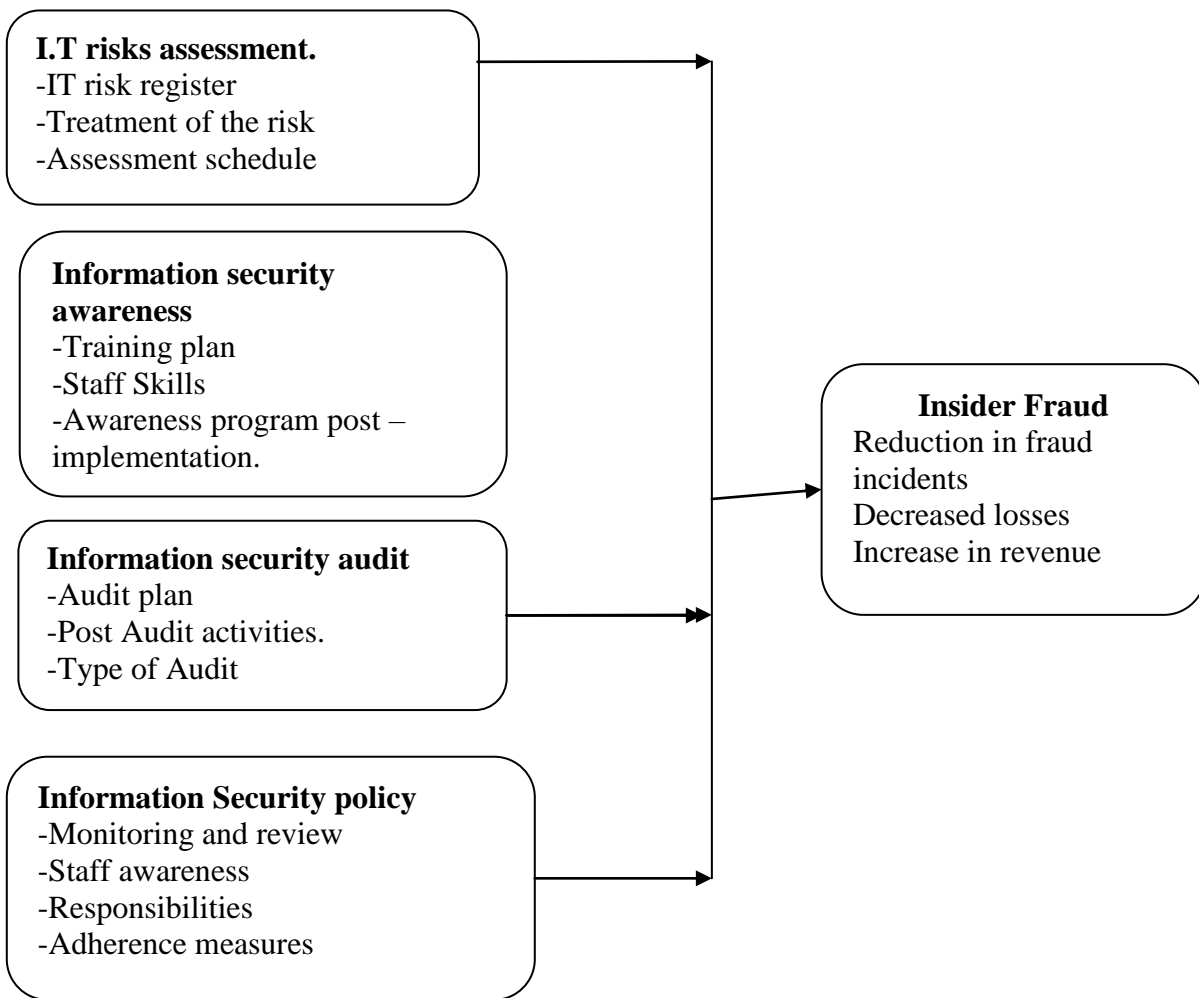 I.T risks assessment.
-IT risk register
-Treatment of the risk
-Assessment schedule
Information security
awareness
-Training plan
-Staff Skills
-Awareness program post –
implementation.
Information security audit
-Audit plan
-Post Audit activities.
-Type of Audit
Information Security policy
-Monitoring and review
-Staff awareness
-Responsibilities
-Adherence measures
Insider Fraud
Reduction in fraud
incidents
Decreased losses
Increase in revenue